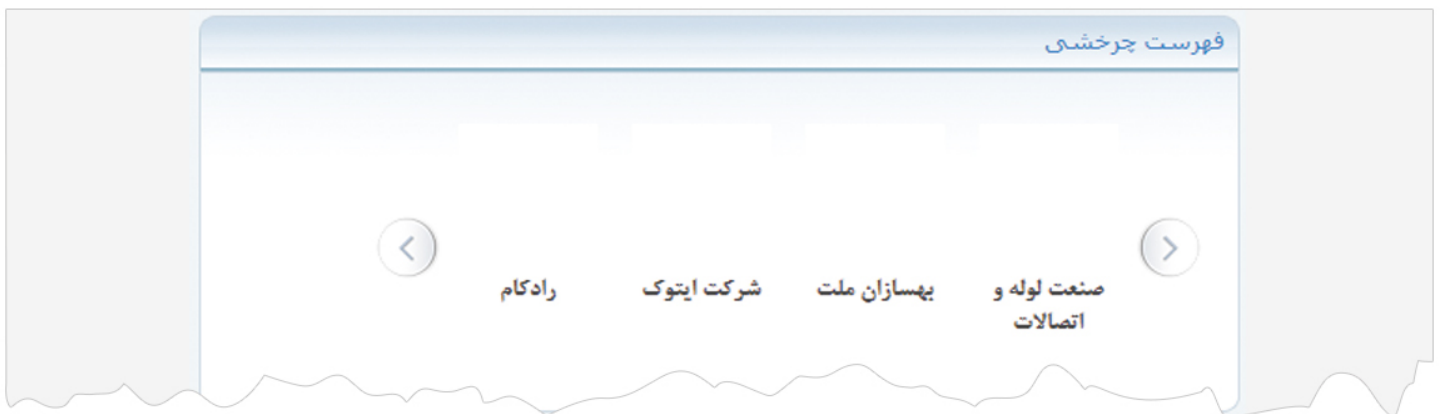 فهرست چرخشی
صنعت لوله و
اتصالات
بهسازان ملت
شرکت ایتوک
رادکام